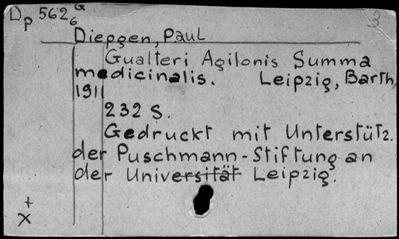 Dp 562 6 G
3
Diepgen, Paul
Gualteri Agilonis Summa
medicinalis. Leipzig, Barth,
1911
232 S.
Gedruckt mit Unterstütz.
der Puschmann-Stiftung an
der Universität Leipzig.
+
x